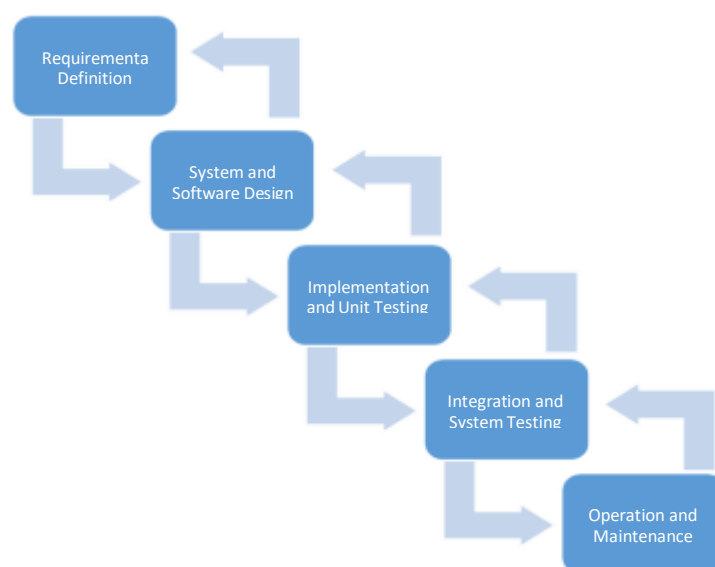 Requirementa
Definition
System and
Software Design
Implementation
and Unit Testing
Integration and
System Testing
Operation and
Maintenance